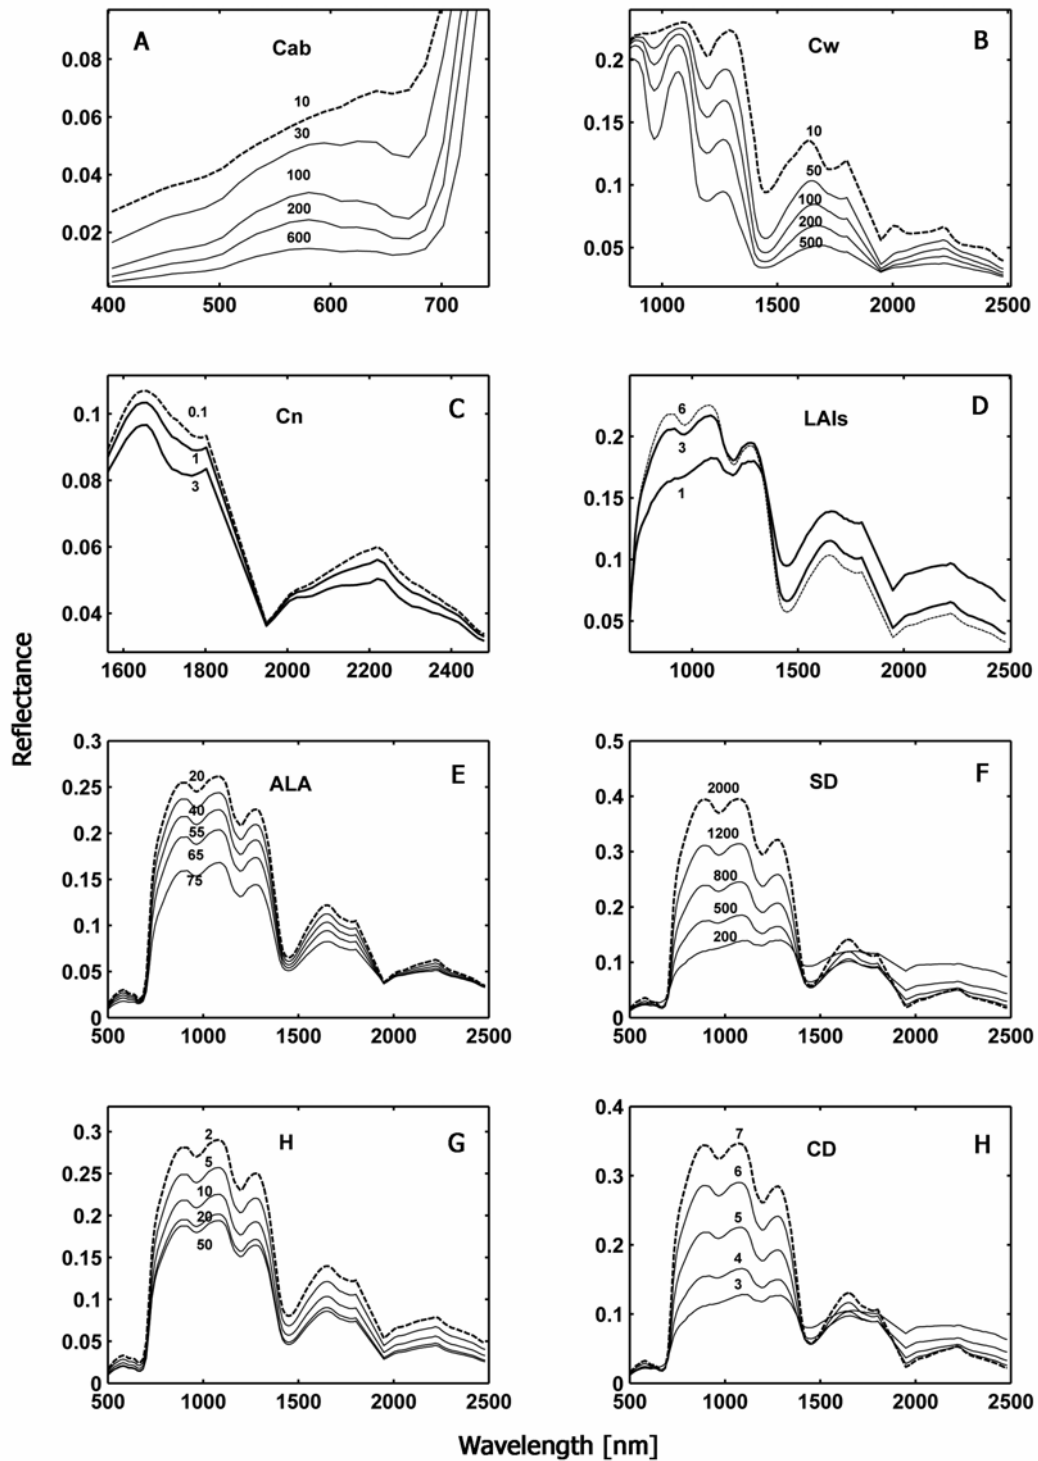 A
Cab
0.08
0.06
0.04
0.02
10
30
100
200
600
400 500 600 700
B
Cw
0.2
0.15
0.1
0.05
10
50
100
200
500
1000 1500 2000 2500
C
Cn
0.1
0.08
0.06
0.04
0.1
1
3
1600 1800 2000 2200 2400
D
LAIs
0.2
0.15
0.1
0.05
6
3
1
1000 1500 2000 2500
Reflectance
E
ALA
0.3
0.25
0.2
0.15
0.1
0.05
0
20
40
55
65
75
500 1000 1500 2000 2500
F
SD
0.5
0.4
0.3
0.2
0.1
0
2000
1200
800
500
200
500 1000 1500 2000 2500
G
H
0.3
0.25
0.2
0.15
0.1
0.05
0
2
5
10
20
50
500 1000 1500 2000 2500
H
CD
0.4
0.3
0.2
0.1
0
7
6
5
4
3
500 1000 1500 2000 2500
Wavelength [nm]